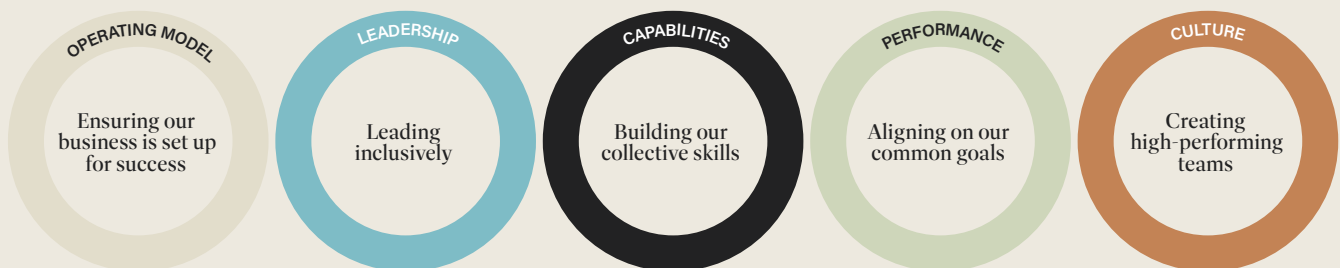 OPERATING MODEL
Ensuring our
business is set up
for success
LEADERSHIP
Leading
inclusively
CAPABILITIES
Building our
collective skills
PERFORMANCE
Aligning on our
common goals
CULTURE
Creating
high-performing
teams